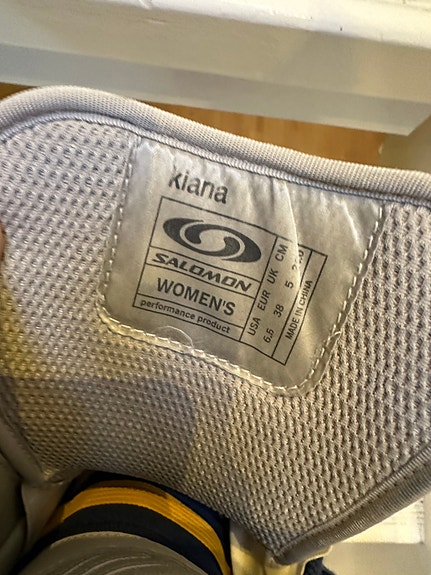 kiana
SALOMON
WOMEN'S
performance product
USA EUR UK CM
6.5 38 5
MADE IN CHINA